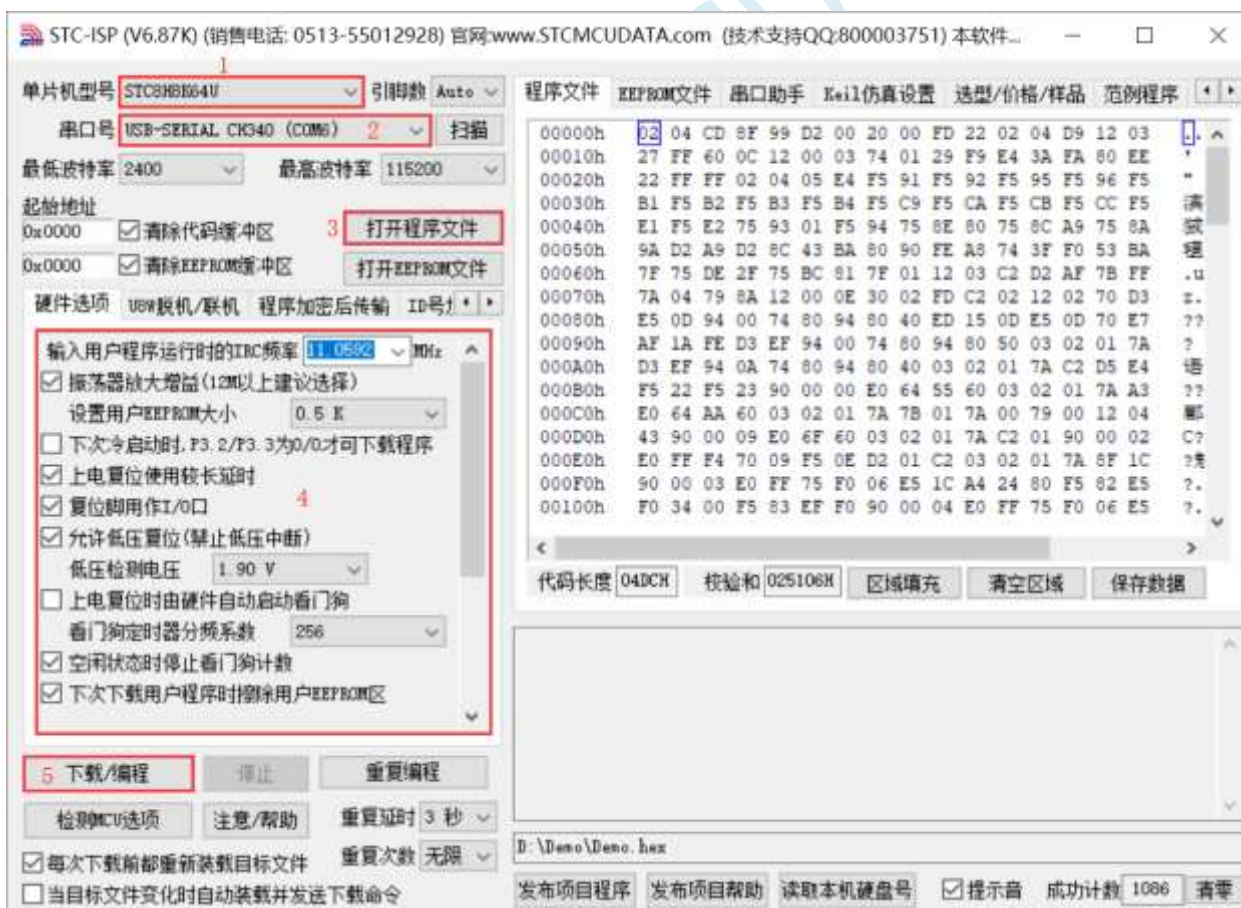 STC-ISP (V6.87K) (销售电话: 0513-55012928) 官网:www.STCMCUDATA.com (技术支持QQ:800003751) 本软件...
1
单片机型号 STC8H8K64U 引脚数 Auto
串口号 USB-SERIAL CH340 (COM6) 2 扫描
最低波特率 2400 最高波特率 115200
起始地址
0x0000 清除代码缓冲区 3 打开程序文件
0x0000 清除EEPROM缓冲区 打开EEPROM文件
硬件选项 U8W脱机/联机 程序加密后传输 ID号
输入用户程序运行时的IRC频率 11.0592 MHz
振荡器放大增益(12M以上建议选择)
设置用户EEPROM大小 0.5 K
下次冷启动时,P3.2/P3.3为0/0才可下载程序
上电复位使用较长延时
复位脚用作I/O口 4
允许低压复位(禁止低压中断)
低压检测电压 1.90 V
上电复位时由硬件自动启动看门狗
看门狗定时器分频系数 256
空闲状态时停止看门狗计数
下次下载用户程序时擦除用户EEPROM区
5 下载/编程 停止 重复编程
检测MCU选项 注意/帮助 重复延时 3 秒
每次下载前都重新装载目标文件 重复次数 无限
当目标文件变化时自动装载并发送下载命令
程序文件 EEPROM文件 串口助手 Keil仿真设置 选型/价格/样品 范例程序
00000h 02 04 CD 8F 99 D2 00 20 00 FD 22 02 04 D9 12 03 ..
00010h 27 FF 60 0C 12 00 03 74 01 29 F9 E4 3A FA 80 EE '
00020h 22 FF FF 02 04 05 E4 F5 91 F5 92 F5 95 F5 96 F5 "
00030h B1 F5 B2 F5 B3 F5 B4 F5 C9 F5 CA F5 CB F5 CC F5
00040h E1 F5 E2 75 93 01 F5 94 75 8E 80 75 8C A9 75 8A
00050h 9A D2 A9 D2 8C 43 BA 80 90 FE A8 74 3F F0 53 BA
00060h 7F 75 DE 2F 75 BC 81 7F 01 12 03 C2 D2 AF 7B FF .u
00070h 7A 04 79 8A 12 00 0E 30 02 FD C2 02 12 02 70 D3 z.
00080h E5 0D 94 00 74 80 94 80 40 ED 15 0D E5 0D 70 E7 ??
00090h AF 1A FE D3 EF 94 00 74 80 94 80 50 03 02 01 7A ?
000A0h D3 EF 94 0A 74 80 94 80 40 03 02 01 7A C2 D5 E4 语
000B0h F5 22 F5 23 90 00 00 E0 64 55 60 03 02 01 7A A3 ??
000C0h E0 64 AA 60 03 02 01 7A 7B 01 7A 00 79 00 12 04
000D0h 43 90 00 09 E0 6F 60 03 02 01 7A C2 01 90 00 02 C?
000E0h E0 FF F4 70 09 F5 0E D2 01 C2 03 02 01 7A 8F 1C
000F0h 90 00 03 E0 FF 75 F0 06 E5 1C A4 24 80 F5 82 E5 ?.
00100h F0 34 00 F5 83 EF F0 90 00 04 E0 FF 75 F0 06 E5 ?.
代码长度 04DCH 校验和 025106H 区域填充 清空区域 保存数据
D:\Demo\Demo.hex
发布项目程序 发布项目帮助 读取本机硬盘号 提示音 成功计数 1086 清零